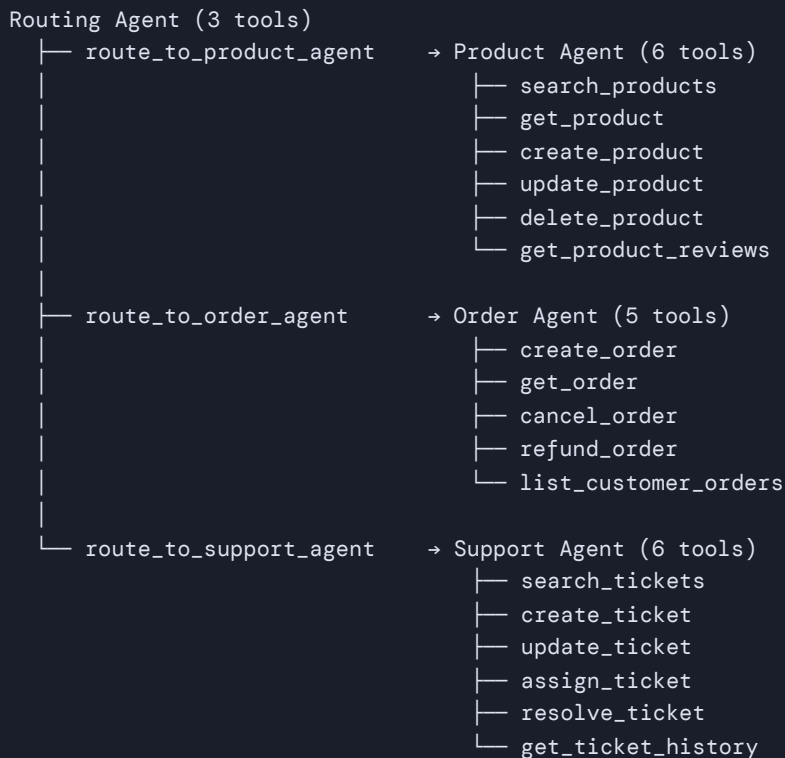 Routing Agent (3 tools)
├── route_to_product_agent → Product Agent (6 tools)
│ ├── search_products
│ ├── get_product
│ ├── create_product
│ ├── update_product
│ ├── delete_product
│ └── get_product_reviews
│
├── route_to_order_agent → Order Agent (5 tools)
│ ├── create_order
│ ├── get_order
│ ├── cancel_order
│ ├── refund_order
│ └── list_customer_orders
│
└── route_to_support_agent → Support Agent (6 tools)
├── search_tickets
├── create_ticket
├── update_ticket
├── assign_ticket
├── resolve_ticket
└── get_ticket_history